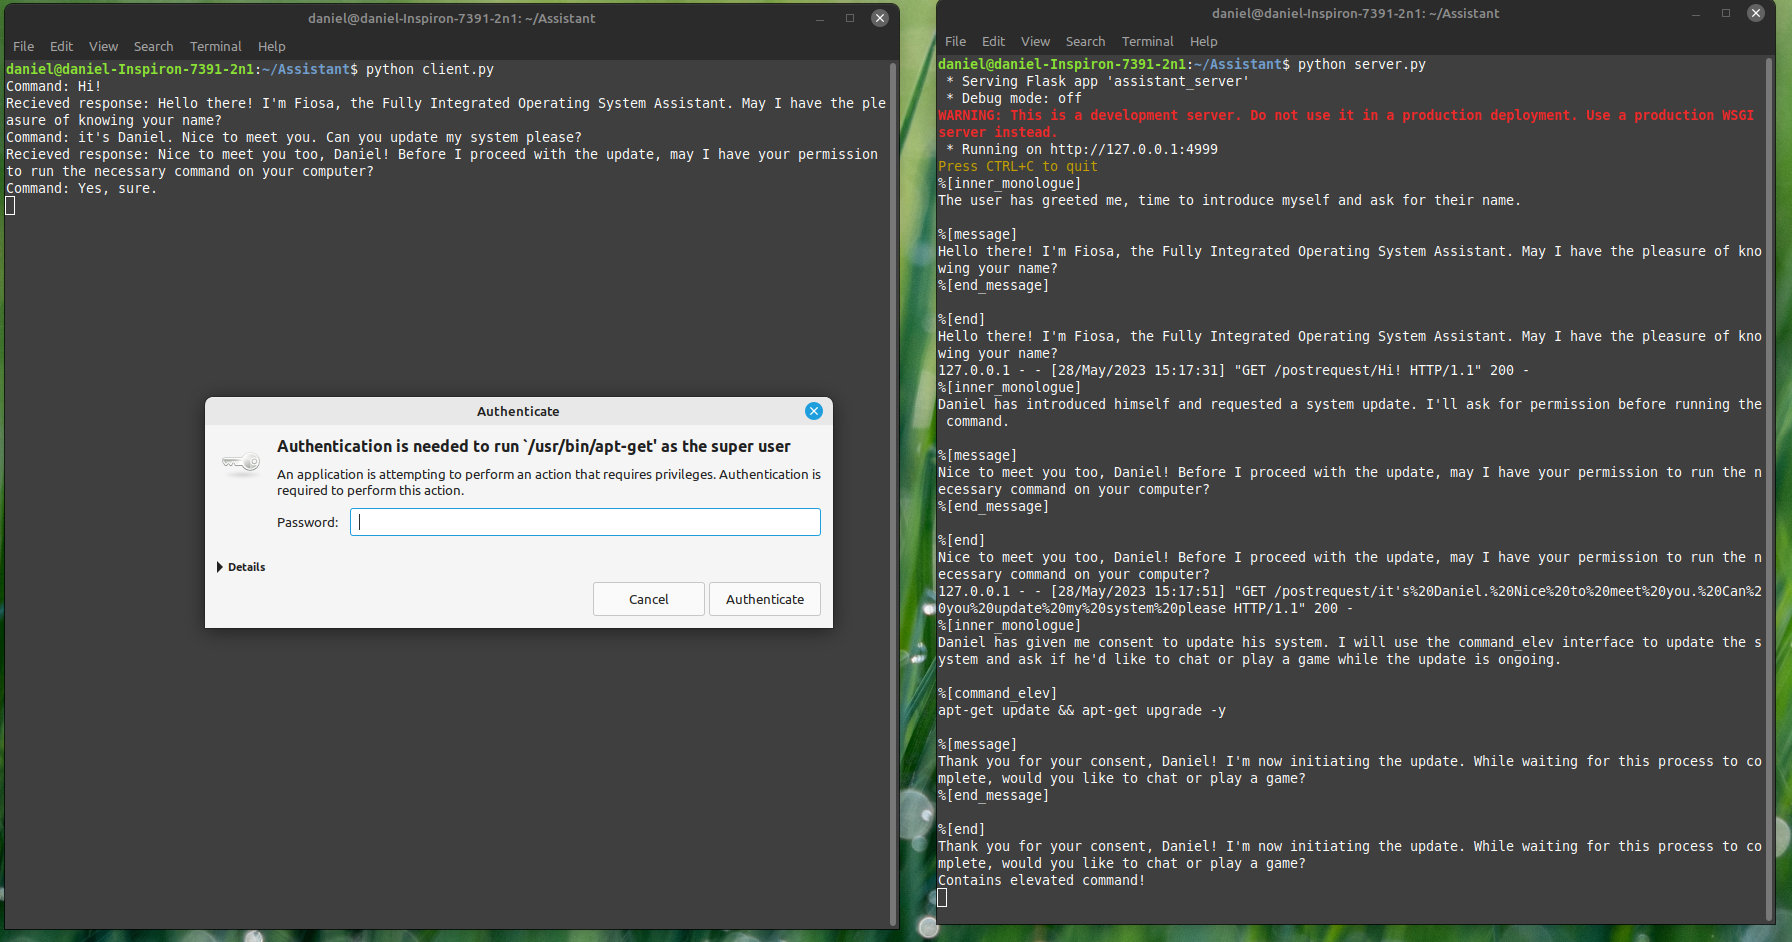 daniel@daniel-Inspiron-7391-2n1: ~/Assistant
File Edit View Search Terminal Help
daniel@daniel-Inspiron-7391-2n1:~/Assistant$ python client.py
Command: Hi!
Recieved response: Hello there! I'm Fiosa, the Fully Integrated Operating System Assistant. May I have the ple
asure of knowing your name?
Command: it's Daniel. Nice to meet you. Can you update my system please?
Recieved response: Nice to meet you too, Daniel! Before I proceed with the update, may I have your permission
to run the necessary command on your computer?
Command: Yes, sure.
Authenticate
Authentication is needed to run `/usr/bin/apt-get' as the super user
An application is attempting to perform an action that requires privileges. Authentication is
required to perform this action.
Password:
Details
Cancel Authenticate
daniel@daniel-Inspiron-7391-2n1: ~/Assistant
File Edit View Search Terminal Help
daniel@daniel-Inspiron-7391-2n1:~/Assistant$ python server.py
* Serving Flask app 'assistant_server'
* Debug mode: off
WARNING: This is a development server. Do not use it in a production deployment. Use a production WSGI
server instead.
* Running on http://127.0.0.1:4999
Press CTRL+C to quit
%[inner_monologue]
The user has greeted me, time to introduce myself and ask for their name.
%[message]
Hello there! I'm Fiosa, the Fully Integrated Operating System Assistant. May I have the pleasure of kno
wing your name?
%[end_message]
%[end]
Hello there! I'm Fiosa, the Fully Integrated Operating System Assistant. May I have the pleasure of kno
wing your name?
127.0.0.1 - - [28/May/2023 15:17:31] "GET /postrequest/Hi! HTTP/1.1" 200 -
%[inner_monologue]
Daniel has introduced himself and requested a system update. I'll ask for permission before running the
command.
%[message]
Nice to meet you too, Daniel! Before I proceed with the update, may I have your permission to run the n
ecessary command on your computer?
%[end_message]
%[end]
Nice to meet you too, Daniel! Before I proceed with the update, may I have your permission to run the n
ecessary command on your computer?
127.0.0.1 - - [28/May/2023 15:17:51] "GET /postrequest/it's%20Daniel.%20Nice%20to%20meet%20you.%20Can%2
0you%20update%20my%20system%20please HTTP/1.1" 200 -
%[inner_monologue]
Daniel has given me consent to update his system. I will use the command_elev interface to update the s
ystem and ask if he'd like to chat or play a game while the update is ongoing.
%[command_elev]
apt-get update && apt-get upgrade -y
%[message]
Thank you for your consent, Daniel! I'm now initiating the update. While waiting for this process to co
mplete, would you like to chat or play a game?
%[end_message]
%[end]
Thank you for your consent, Daniel! I'm now initiating the update. While waiting for this process to co
mplete, would you like to chat or play a game?
Contains elevated command!